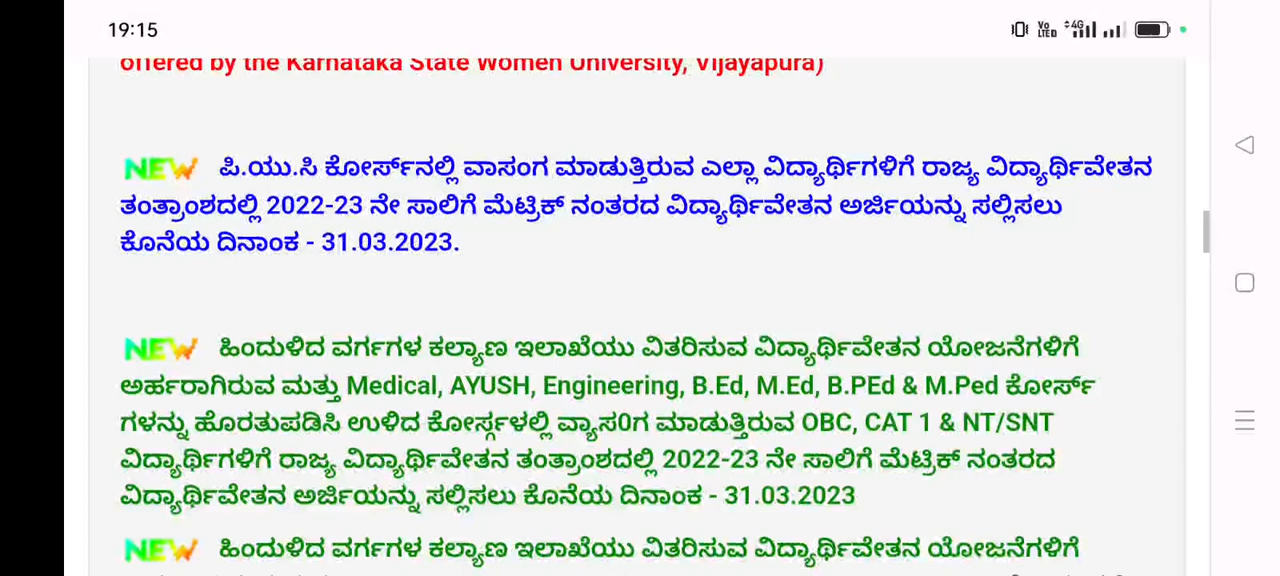 19:15
Vo LTE 4G
offered by the Karnataka State Women University, Vijayapura)
NEW ಪಿ.ಯು.ಸಿ ಕೋರ್ಸ್‌ನಲ್ಲಿ ವಾಸಂಗ ಮಾಡುತ್ತಿರುವ ಎಲ್ಲಾ ವಿದ್ಯಾರ್ಥಿಗಳಿಗೆ ರಾಜ್ಯ ವಿದ್ಯಾರ್ಥಿವೇತನ
ತಂತ್ರಾಂಶದಲ್ಲಿ 2022-23 ನೇ ಸಾಲಿಗೆ ಮೆಟ್ರಿಕ್ ನಂತರದ ವಿದ್ಯಾರ್ಥಿವೇತನ ಅರ್ಜಿಯನ್ನು ಸಲ್ಲಿಸಲು
ಕೊನೆಯ ದಿನಾಂಕ - 31.03.2023.
NEW ಹಿಂದುಳಿದ ವರ್ಗಗಳ ಕಲ್ಯಾಣ ಇಲಾಖೆಯು ವಿತರಿಸುವ ವಿದ್ಯಾರ್ಥಿವೇತನ ಯೋಜನೆಗಳಿಗೆ
ಅರ್ಹರಾಗಿರುವ ಮತ್ತು Medical, AYUSH, Engineering, B.Ed, M.Ed, B.PEd & M.Ped ಕೋರ್ಸ್
ಗಳನ್ನು ಹೊರತುಪಡಿಸಿ ಉಳಿದ ಕೋರ್ಸ್ಗಳಲ್ಲಿ ವ್ಯಾಸ0ಗ ಮಾಡುತ್ತಿರುವ OBC, CAT 1 & NT/SNT
ವಿದ್ಯಾರ್ಥಿಗಳಿಗೆ ರಾಜ್ಯ ವಿದ್ಯಾರ್ಥಿವೇತನ ತಂತ್ರಾಂಶದಲ್ಲಿ 2022-23 ನೇ ಸಾಲಿಗೆ ಮೆಟ್ರಿಕ್ ನಂತರದ
ವಿದ್ಯಾರ್ಥಿವೇತನ ಅರ್ಜಿಯನ್ನು ಸಲ್ಲಿಸಲು ಕೊನೆಯ ದಿನಾಂಕ - 31.03.2023
NEW ಹಿಂದುಳಿದ ವರ್ಗಗಳ ಕಲ್ಯಾಣ ಇಲಾಖೆಯು ವಿತರಿಸುವ ವಿದ್ಯಾರ್ಥಿವೇತನ ಯೋಜನೆಗಳಿಗೆ